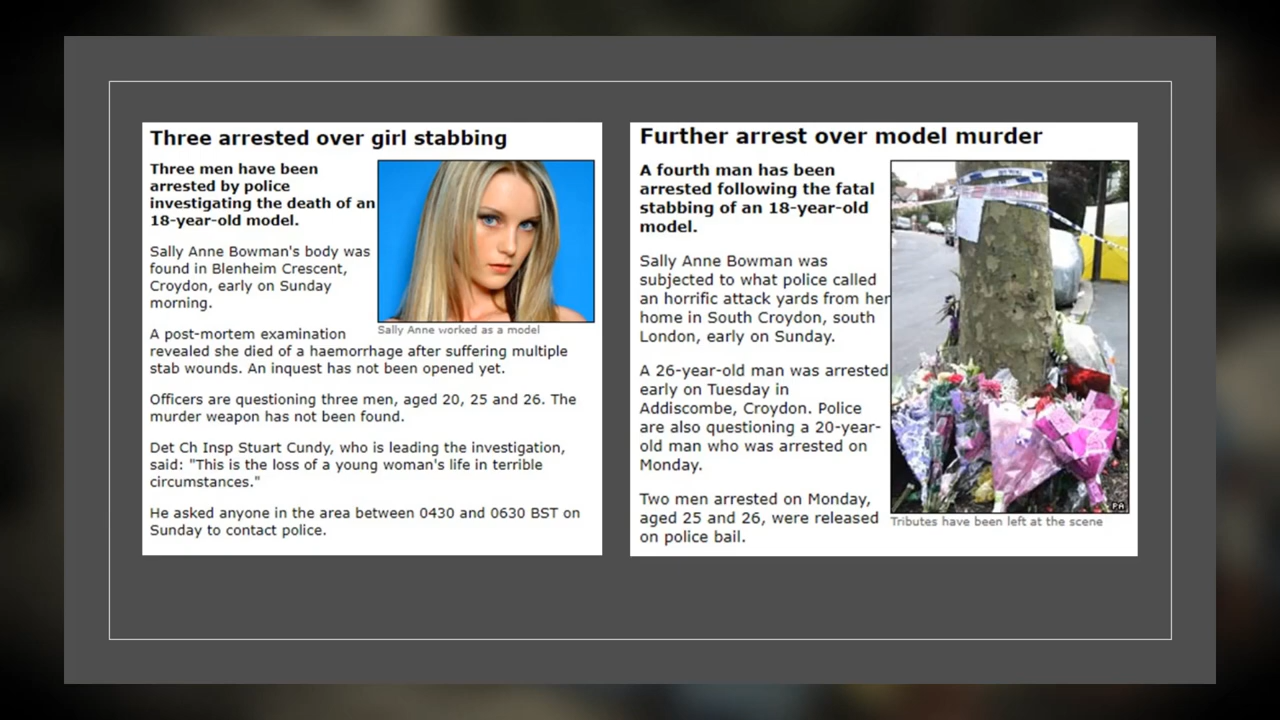 Three arrested over girl stabbing
Three men have been
arrested by police
investigating the death of an
18-year-old model.
Sally Anne Bowman's body was
found in Blenheim Crescent,
Croydon, early on Sunday
morning.
Sally Anne worked as a model
A post-mortem examination
revealed she died of a haemorrhage after suffering multiple
stab wounds. An inquest has not been opened yet.
Officers are questioning three men, aged 20, 25 and 26. The
murder weapon has not been found.
Det Ch Insp Stuart Cundy, who is leading the investigation,
said: "This is the loss of a young woman's life in terrible
circumstances."
He asked anyone in the area between 0430 and 0630 BST on
Sunday to contact police.
Further arrest over model murder
A fourth man has been
arrested following the fatal
stabbing of an 18-year-old
model.
Sally Anne Bowman was
subjected to what police called
an horrific attack yards from her
home in South Croydon, south
London, early on Sunday.
A 26-year-old man was arrested
early on Tuesday in
Addiscombe, Croydon. Police
are also questioning a 20-year-
old man who was arrested on
Monday.
Two men arrested on Monday,
aged 25 and 26, were released
on police bail.
PA
Tributes have been left at the scene